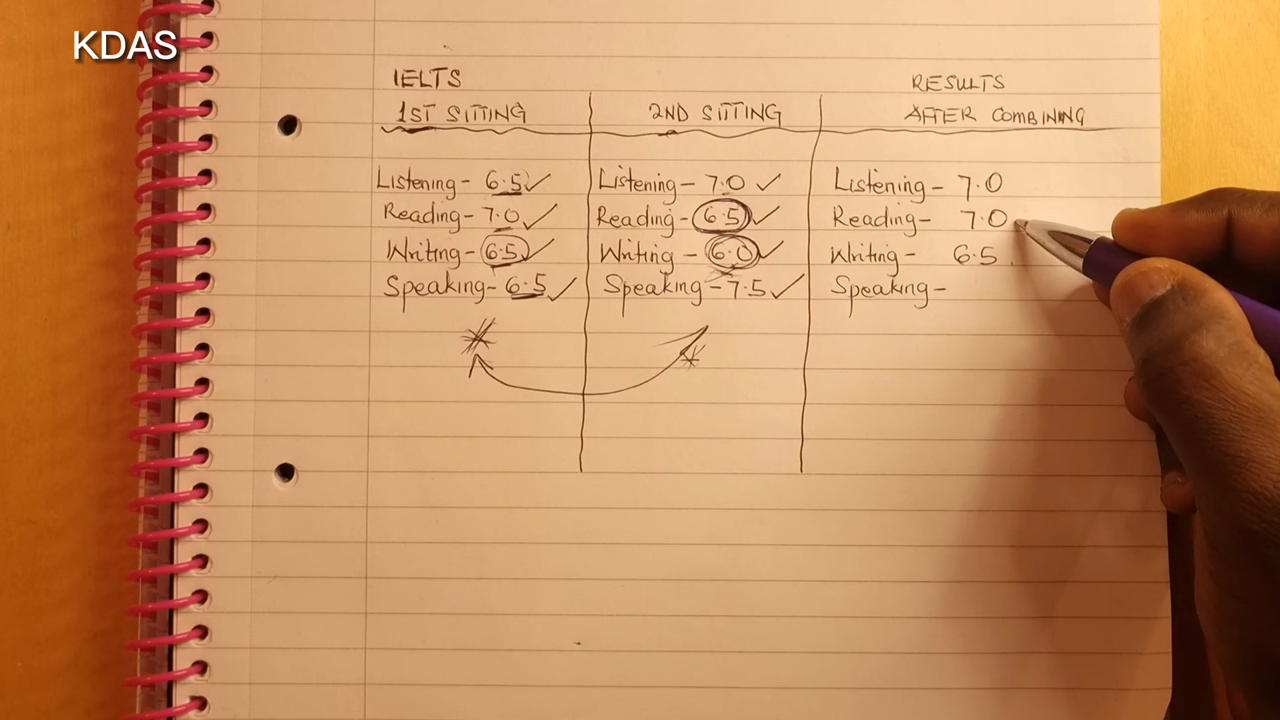 KDAS
IELTS
1ST SITTING
Listening - 6.5
Reading - 7.0
Writing - 6.5
Speaking - 6.5
2ND SITTING
Listening - 7.0
Reading - 6.5
Writing - 6.0
Speaking - 7.5
RESULTS
AFTER COMBINING
Listening - 7.0
Reading - 7.0
Writing - 6.5
Speaking -